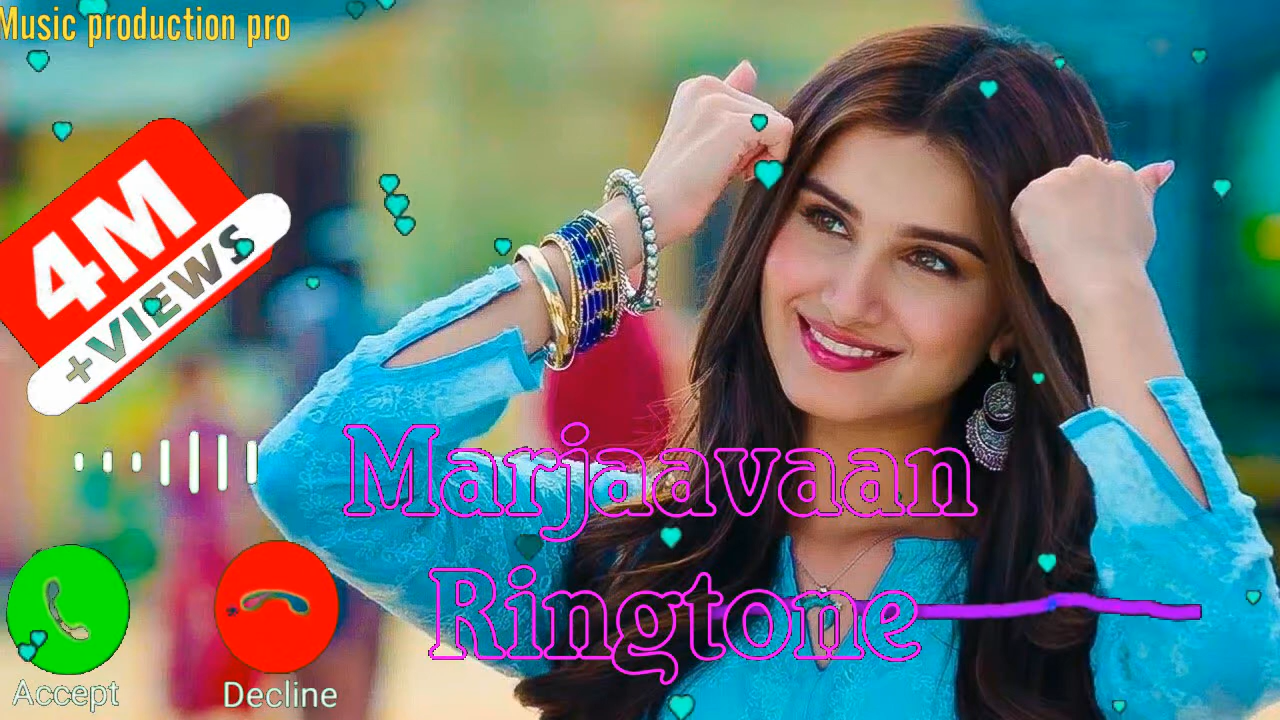 Music production pro
4M
+VIEWS
Marjaavaan
Ringtone
Accept
Decline